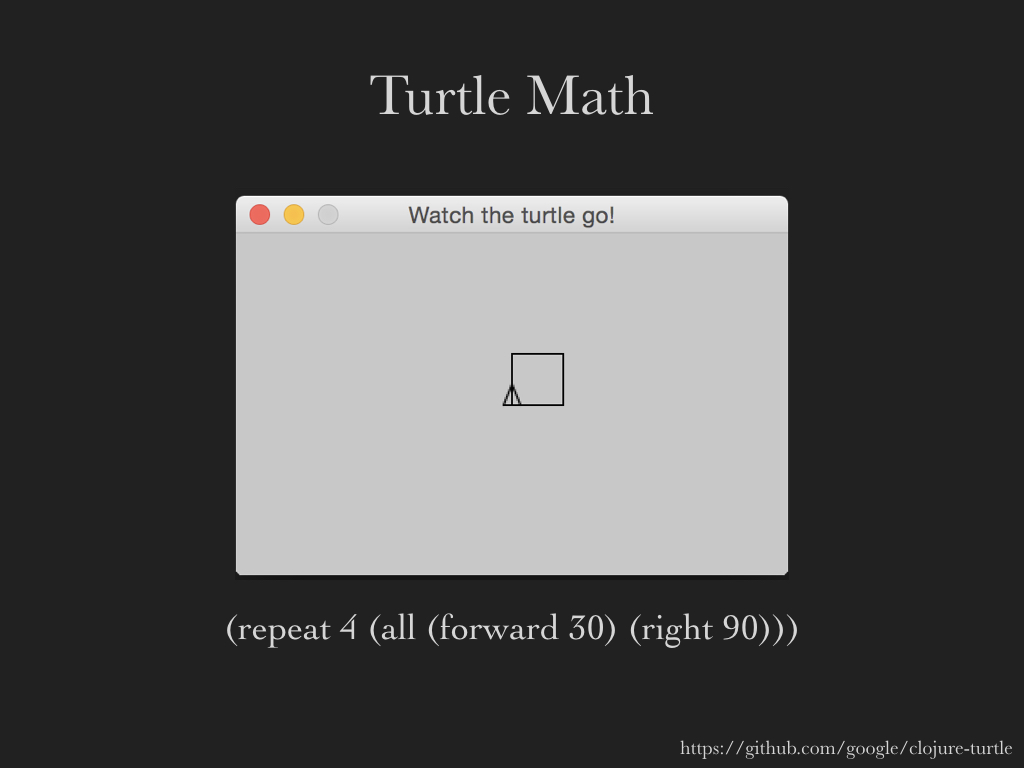 Turtle Math
Watch the turtle go!
(repeat 4 (all (forward 30) (right 90)))
https://github.com/google/clojure-turtle